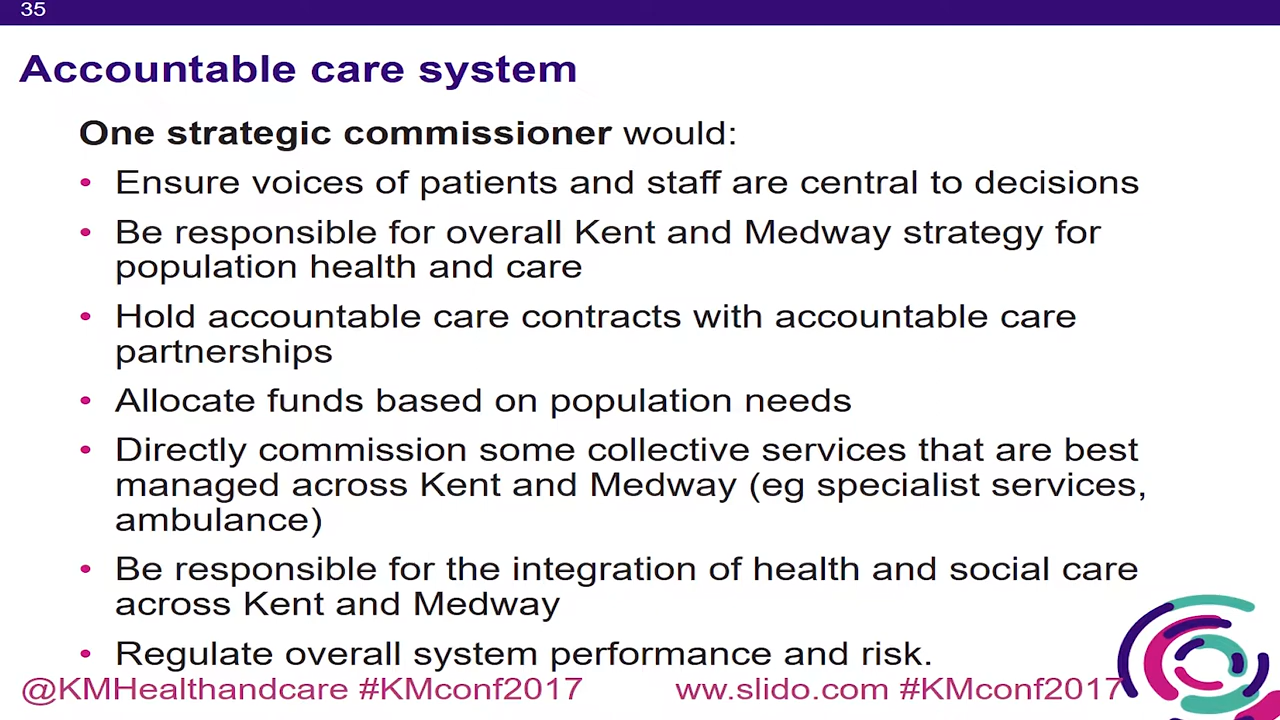 35
Accountable care system
One strategic commissioner would:
• Ensure voices of patients and staff are central to decisions
• Be responsible for overall Kent and Medway strategy for
population health and care
• Hold accountable care contracts with accountable care
partnerships
• Allocate funds based on population needs
• Directly commission some collective services that are best
managed across Kent and Medway (eg specialist services,
ambulance)
• Be responsible for the integration of health and social care
across Kent and Medway
• Regulate overall system performance and risk.
@KMHealthandcare #KMconf2017 ww.slido.com #KMconf2017